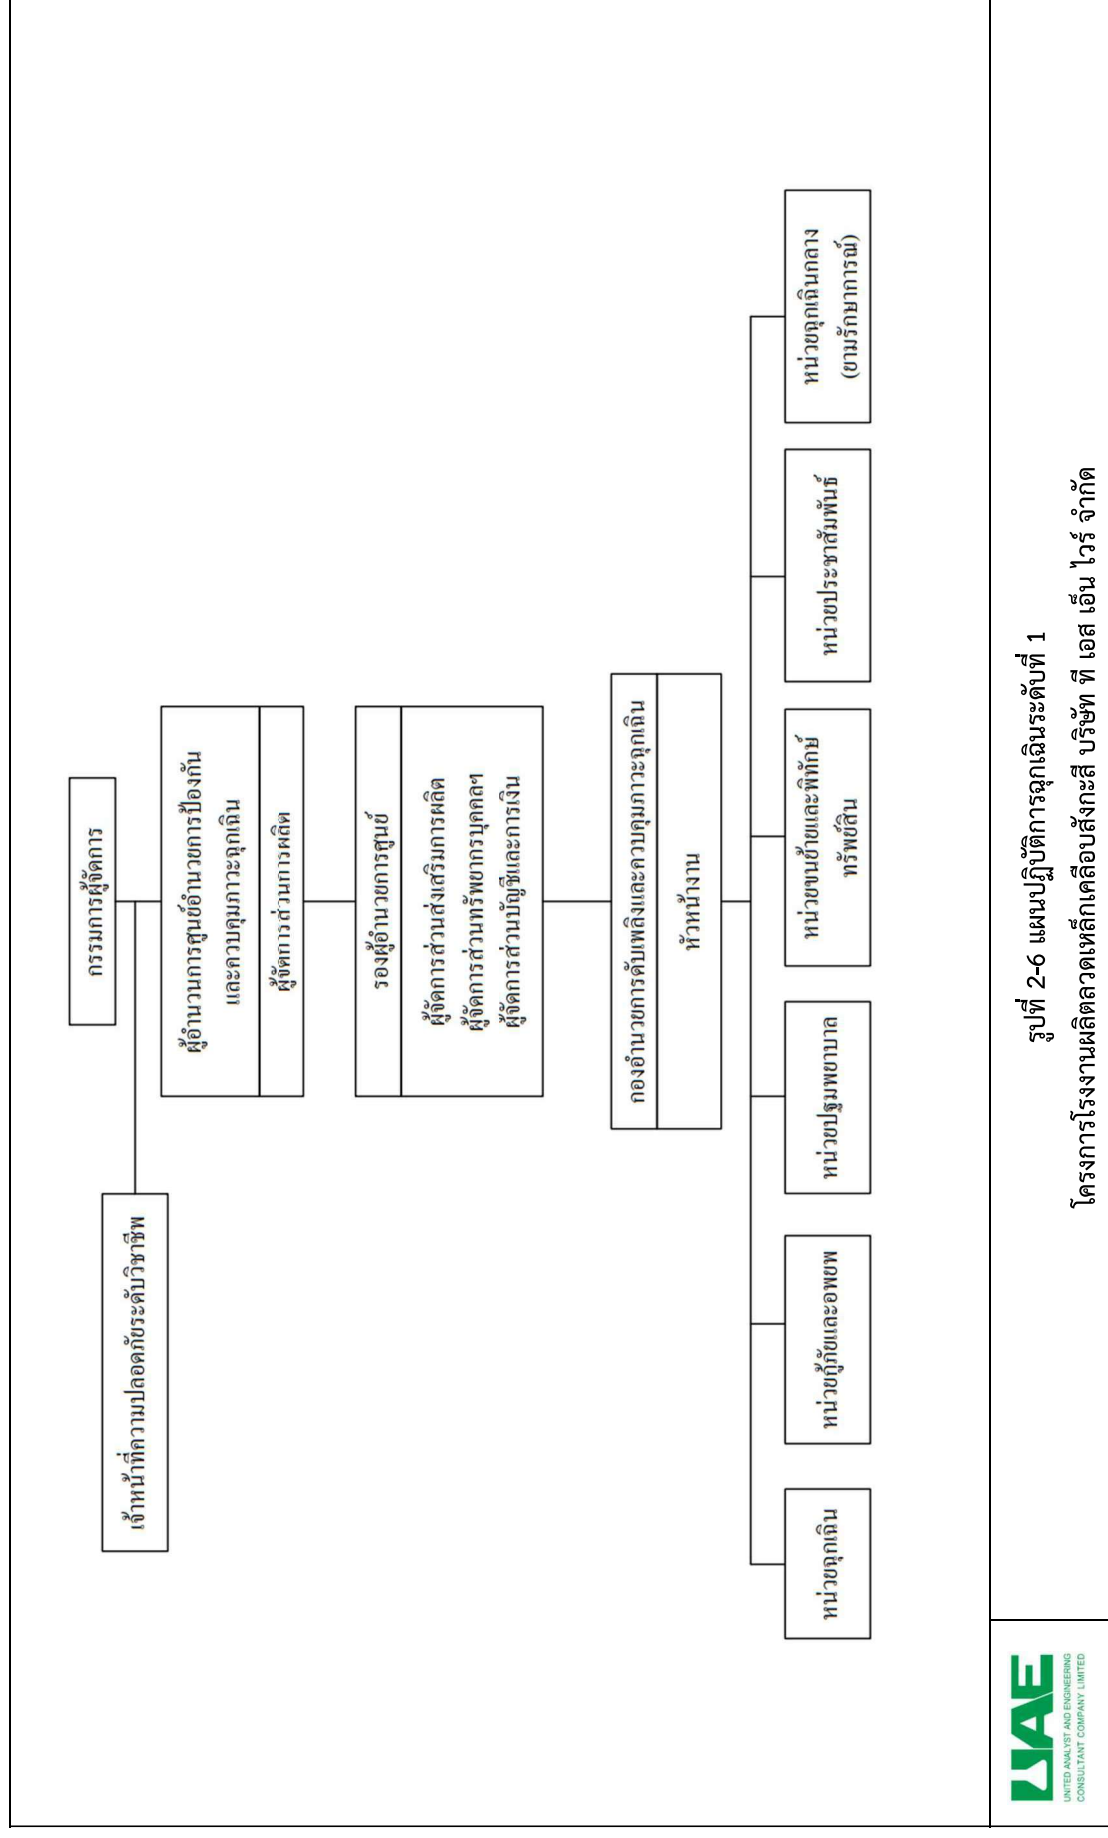 กรรมการผู้จัดการ
เจ้าหน้าที่ความปลอดภัยระดับวิชาชีพ
ผู้อำนวนการศูนย์อำนวยการป้องกัน
และควบคุมภาวะฉุกเฉิน
ผู้จัดการส่วนการผลิต
รองผู้อำนวยการศูนย์
ผู้จัดการส่วนส่งเสริมการผลิต
ผู้จัดการส่วนทรัพยากรบุคคลฯ
ผู้จัดการส่วนบัญชีและการเงิน
กองอำนวยการดับเพลิงและควบคุมภาวะฉุกเฉิน
หัวหน้างาน
หน่วยฉุกเฉิน
หน่วยกู้ภัยและอพยพ
หน่วยปฐมพยาบาล
หน่วยขนย้ายและพิทักษ์
ทรัพย์สิน
หน่วยประชาสัมพันธ์
หน่วยฉุกเฉินกลาง
(ยามรักษาการณ์)
รูปที่ 2-6 แผนปฏิบัติการฉุกเฉินระดับที่ 1
โครงการโรงงานผลิตลวดเหล็กเคลือบสังกะสี บริษัท ที เอส เอ็น ไวร์ จำกัด
UAE
UNITED ANALYST AND ENGINEERING
CONSULTANT COMPANY LIMITED